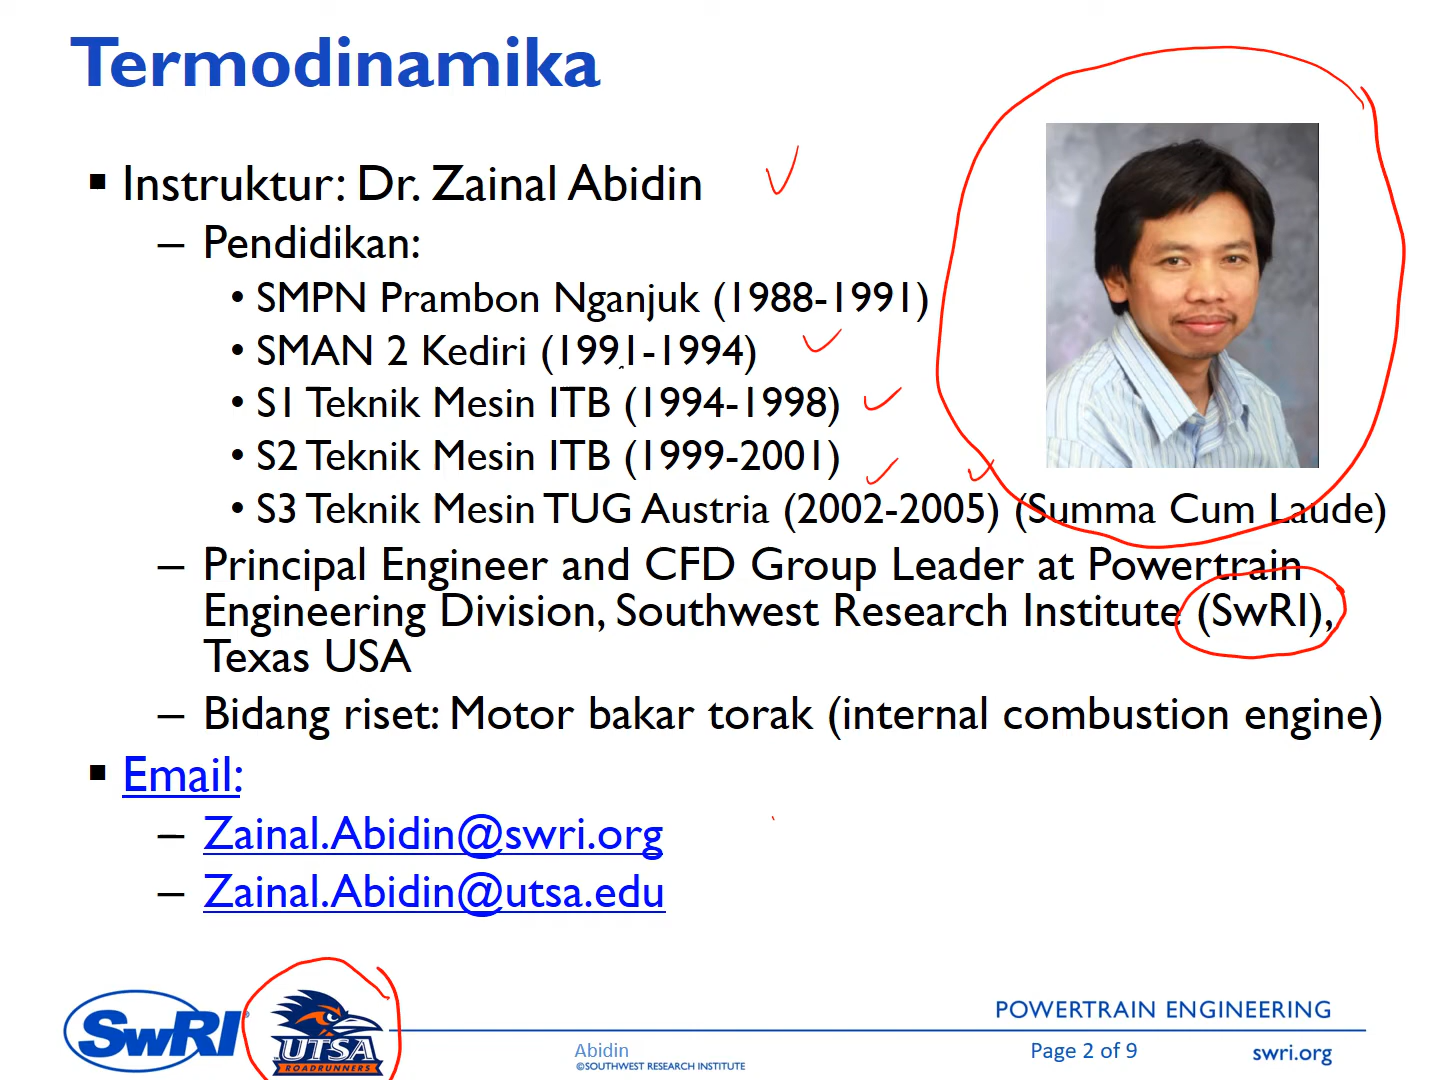 Termodinamika
▪ Instruktur: Dr. Zainal Abidin
– Pendidikan:
• SMPN Prambon Nganjuk (1988-1991)
• SMAN 2 Kediri (1991-1994)
• S1 Teknik Mesin ITB (1994-1998)
• S2 Teknik Mesin ITB (1999-2001)
• S3 Teknik Mesin TUG Austria (2002-2005) (Summa Cum Laude)
– Principal Engineer and CFD Group Leader at Powertrain
Engineering Division, Southwest Research Institute (SwRI),
Texas USA
– Bidang riset: Motor bakar torak (internal combustion engine)
▪ Email:
– Zainal.Abidin@swri.org
– Zainal.Abidin@utsa.edu
SwRI®
UTSA
ROADRUNNERS
Abidin
©SOUTHWEST RESEARCH INSTITUTE
POWERTRAIN ENGINEERING
Page 2 of 9
swri.org